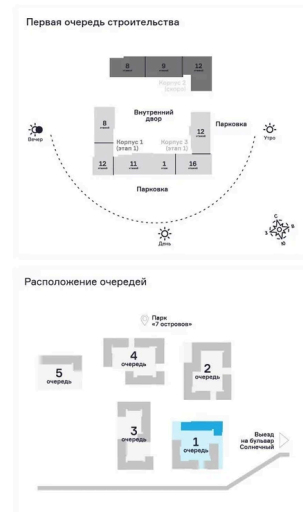 Первая очередь строительства
8 9 12
Внутренний
двор
8
Корпус 1
(этап 1)
Корпус 3
(этап 1)
12
Парковка
Вечер
Утро
12 11 1 16
Парковка
День
С
В
Ю
З
Расположение очередей
Парк
«7 островов»
5
очередь
4
очередь
2
очередь
3
очередь
1
очередь
Выезд
на бульвар
Солнечный